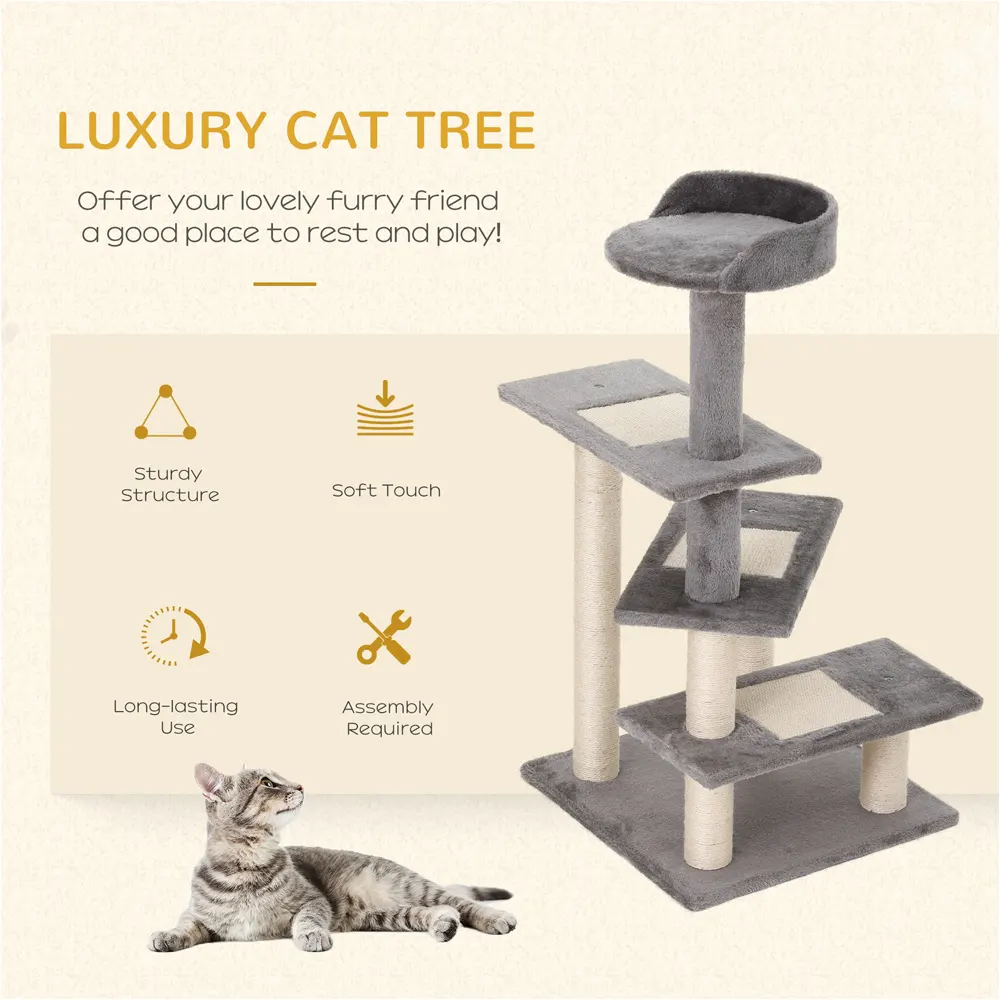 LUXURY CAT TREE
Offer your lovely furry friend
a good place to rest and play!
Sturdy
Structure
Soft Touch
Long-lasting
Use
Assembly
Required